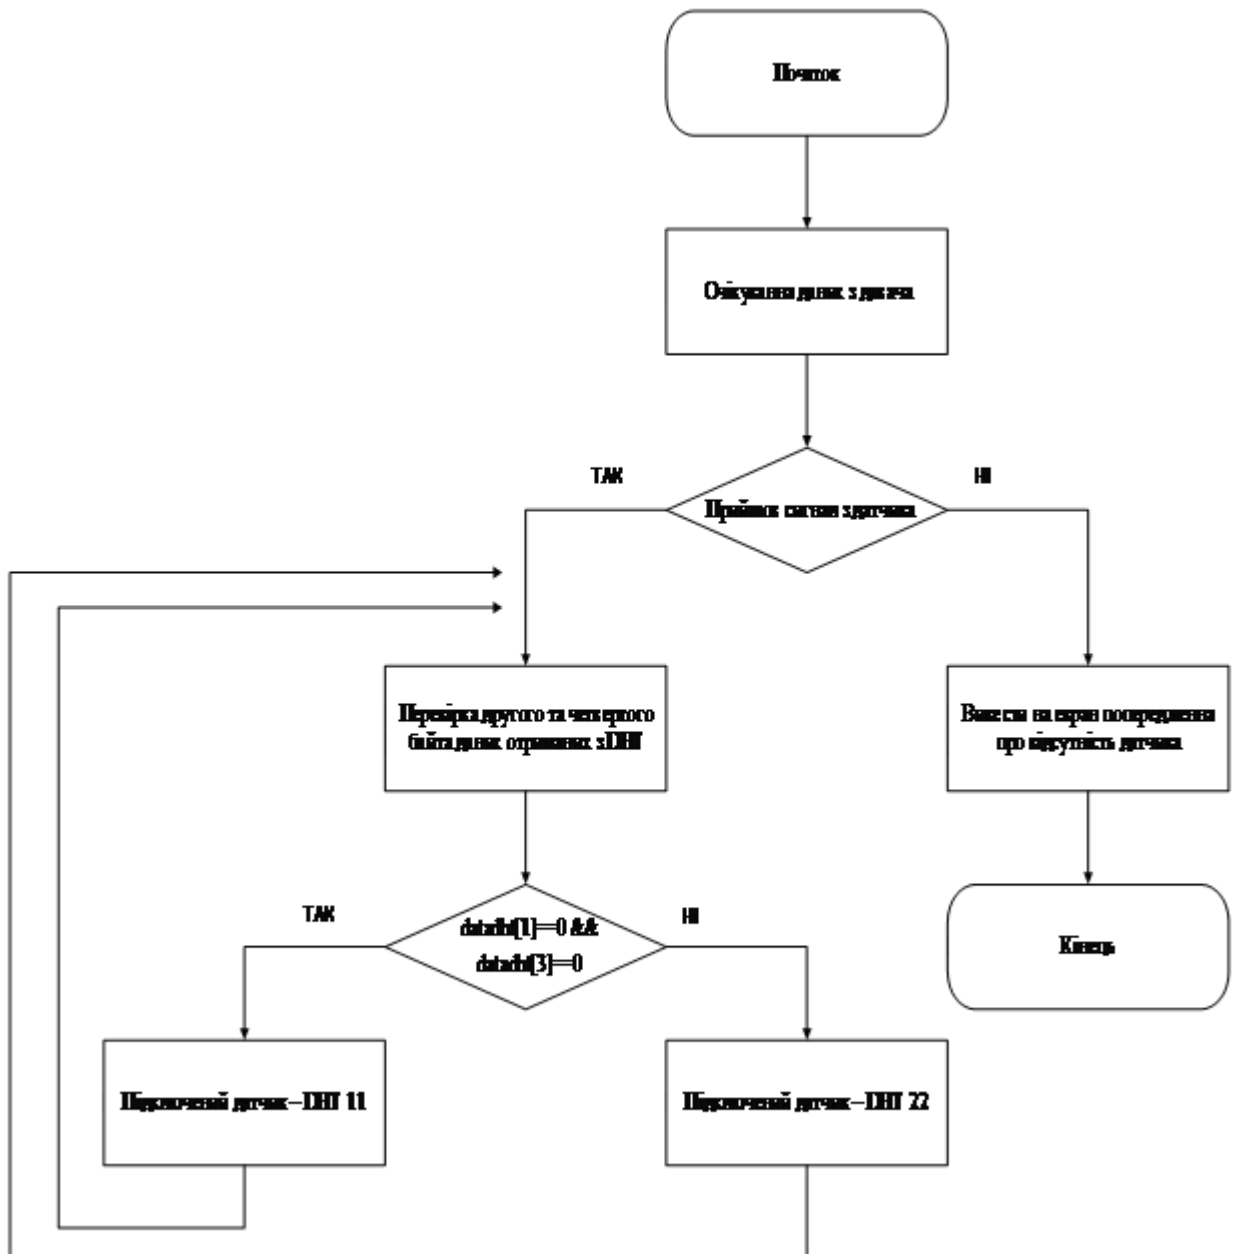 Початок
Очікування даних з давача
ТАК
НІ
Прийшов сигнал з датчика
Перевірка другого та четвертого
байта даних отриманих з DHT
Вивести на екран попередження
про відсутність датчика
ТАК
НІ
datadht[1]==0 &&
datadht[3]==0
Кінець
Підключений датчик – DHT 11
Підключений датчик – DHT 22